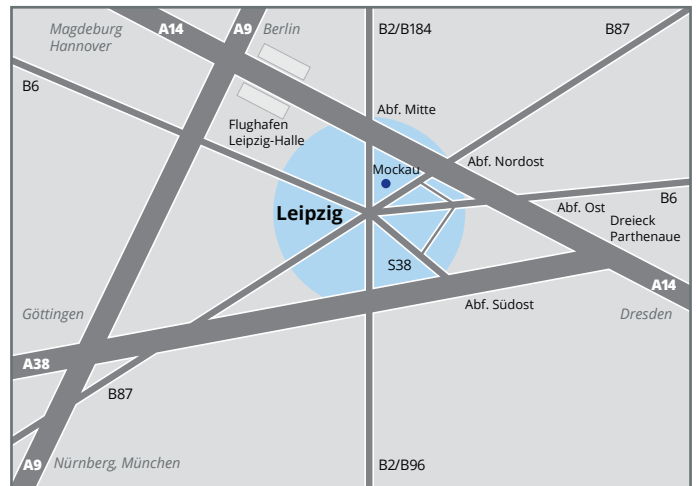 Magdeburg
Hannover
A14
A9
Berlin
B2/B184
B87
B6
Abf. Mitte
Flughafen
Leipzig-Halle
Mockau
Abf. Nordost
B6
Leipzig
Abf. Ost
Dreieck
Parthenaue
S38
A14
Göttingen
Abf. Südost
Dresden
A38
B87
A9
Nürnberg, München
B2/B96